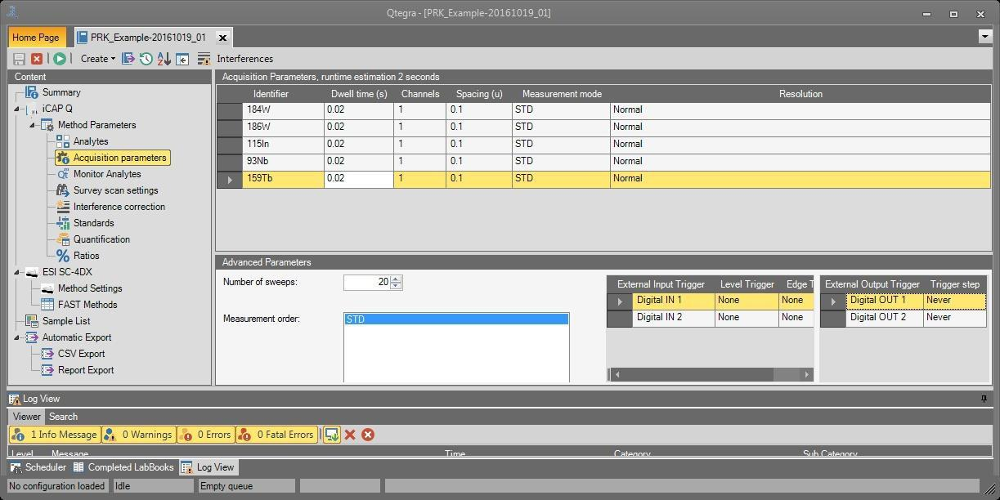 Qtegra - [PRK_Example-20161019_01]
Home Page PRK_Example-20161019_01
Create Interferences
Content
Summary
iCAP Q
Method Parameters
Analytes
Acquisition parameters
Monitor Analytes
Survey scan settings
Interference correction
Standards
Quantification
Ratios
ESI SC-4DX
Method Settings
FAST Methods
Sample List
Automatic Export
CSV Export
Report Export
Acquisition Parameters, runtime estimation 2 seconds
Identifier Dwell time (s) Channels Spacing (u) Measurement mode Resolution
184W 0.02 1 0.1 STD Normal
186W 0.02 1 0.1 STD Normal
115In 0.02 1 0.1 STD Normal
93Nb 0.02 1 0.1 STD Normal
159Tb 0.02 1 0.1 STD Normal
Advanced Parameters
Number of sweeps: 20
Measurement order: STD
External Input Trigger Level Trigger Edge T
Digital IN 1 None None
Digital IN 2 None None
External Output Trigger Trigger step
Digital OUT 1 Never
Digital OUT 2 Never
Log View
Viewer Search
1 Info Message 0 Warnings 0 Errors 0 Fatal Errors
Level Message Time Category Sub Category
Scheduler Completed LabBooks Log View
No configuration loaded Idle Empty queue